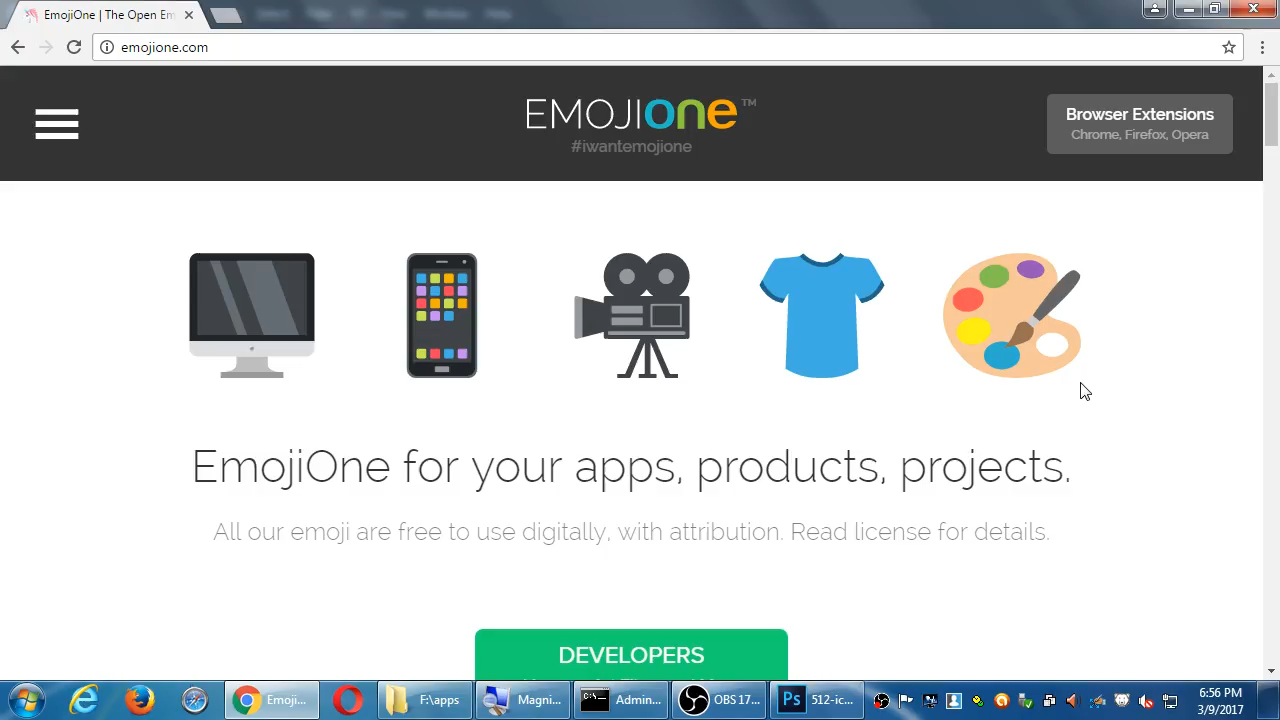 EmojiOne | The Open Em
emojione.com
EMOJIone™
#iwantemojione
Browser Extensions
Chrome, Firefox, Opera
EmojiOne for your apps, products, projects.
All our emoji are free to use digitally, with attribution. Read license for details.
DEVELOPERS
Emoji...
F:\apps
Magni...
Admin...
OBS 17...
Ps
512-ic...
6:56 PM
3/9/2017